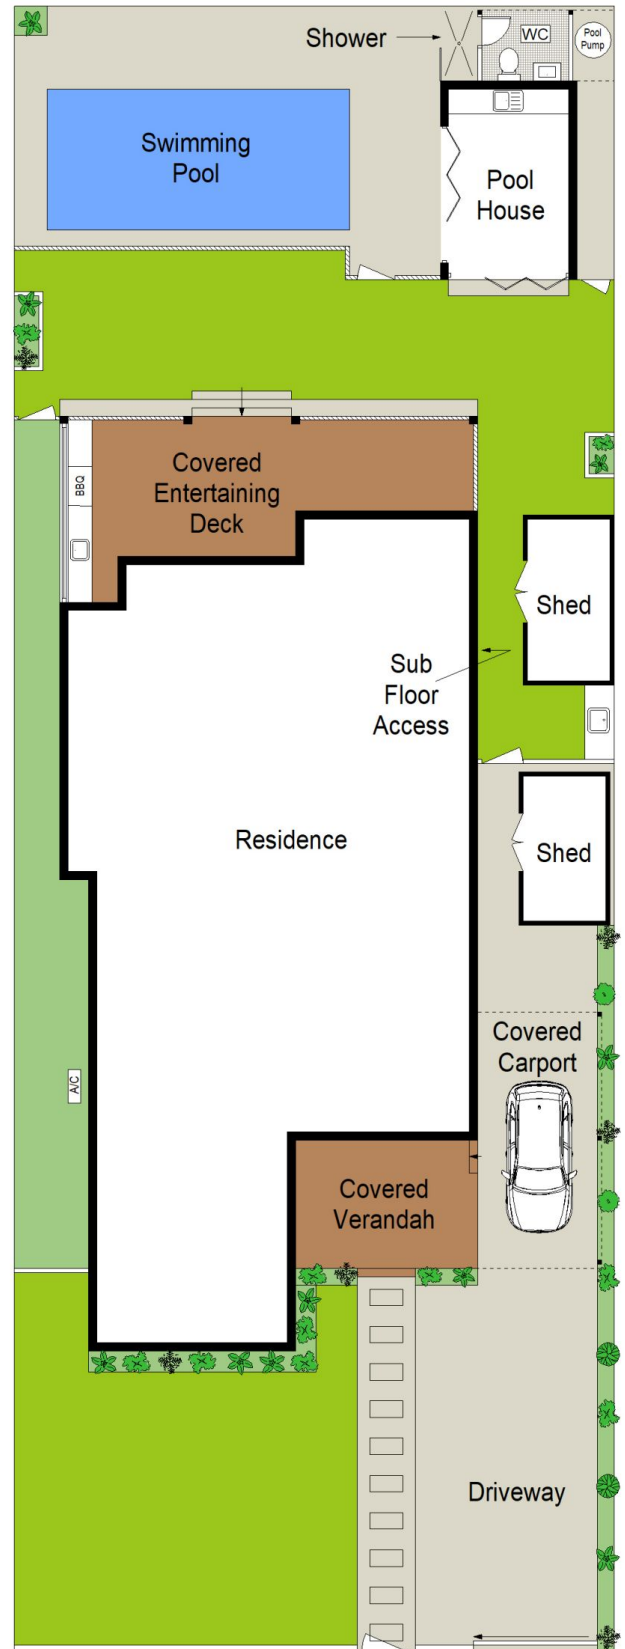 Shower
WC
Pool
Pump
Swimming
Pool
Pool
House
Covered
Entertaining
Deck
BBQ
Shed
Sub
Floor
Access
Residence
Shed
Covered
Carport
A/C
Covered
Verandah
Driveway